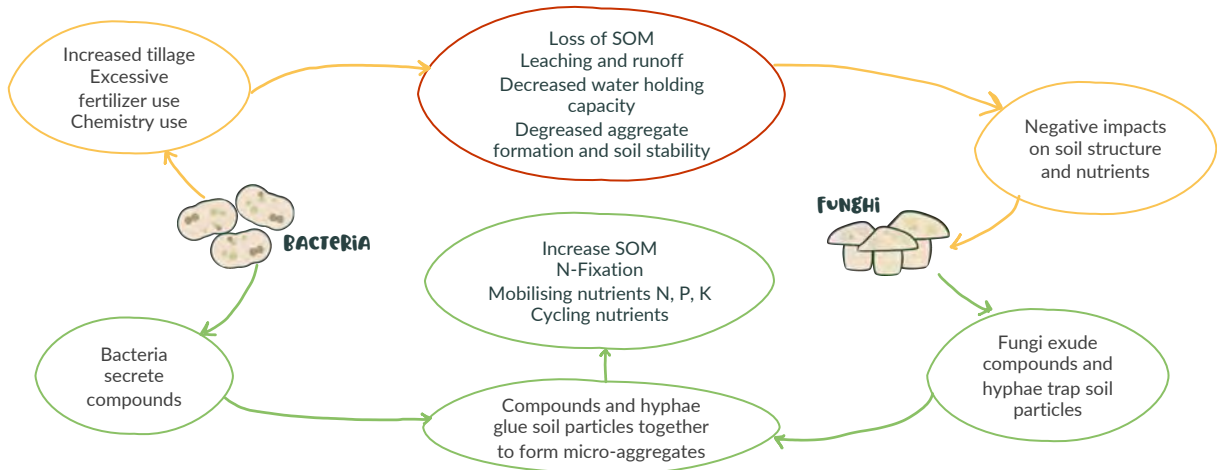 Increased tillage
Excessive
fertilizer use
Chemistry use
Loss of SOM
Leaching and runoff
Decreased water holding
capacity
Degreased aggregate
formation and soil stability
Negative impacts
on soil structure
and nutrients
BACTERIA
FUNGHI
Increase SOM
N-Fixation
Mobilising nutrients N, P, K
Cycling nutrients
Bacteria
secrete
compounds
Compounds and hyphae
glue soil particles together
to form micro-aggregates
Fungi exude
compounds and
hyphae trap soil
particles